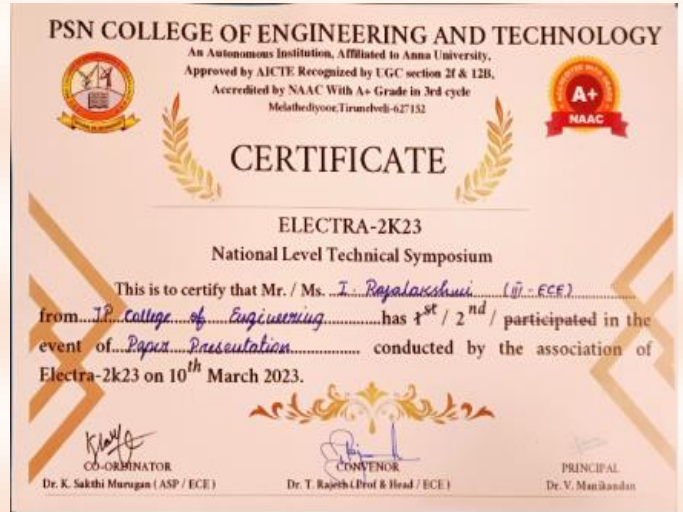 PSN COLLEGE OF ENGINEERING AND TECHNOLOGY
An Autonomous Institution, Affiliated to Anna University,
Approved by AICTE Recognized by UGC section 2f & 12B,
Accredited by NAAC With A+ Grade in 3rd cycle
Melathediyoor,Tirunelveli-627152
A+
NAAC
CERTIFICATE
ELECTRA-2K23
National Level Technical Symposium
This is to certify that Mr. / Ms. I. Rajalakshmi (III - ECE)
from J.P. College of Engineering has 1st / 2nd / participated in the
event of Paper Presentation conducted by the association of
Electra-2k23 on 10th March 2023.
CO-ORDINATOR
Dr. K. Sakthi Murugan ( ASP / ECE )
CONVENOR
Dr. T. Rajesh ( Prof & Head / ECE )
PRINCIPAL
Dr. V. Manikandan